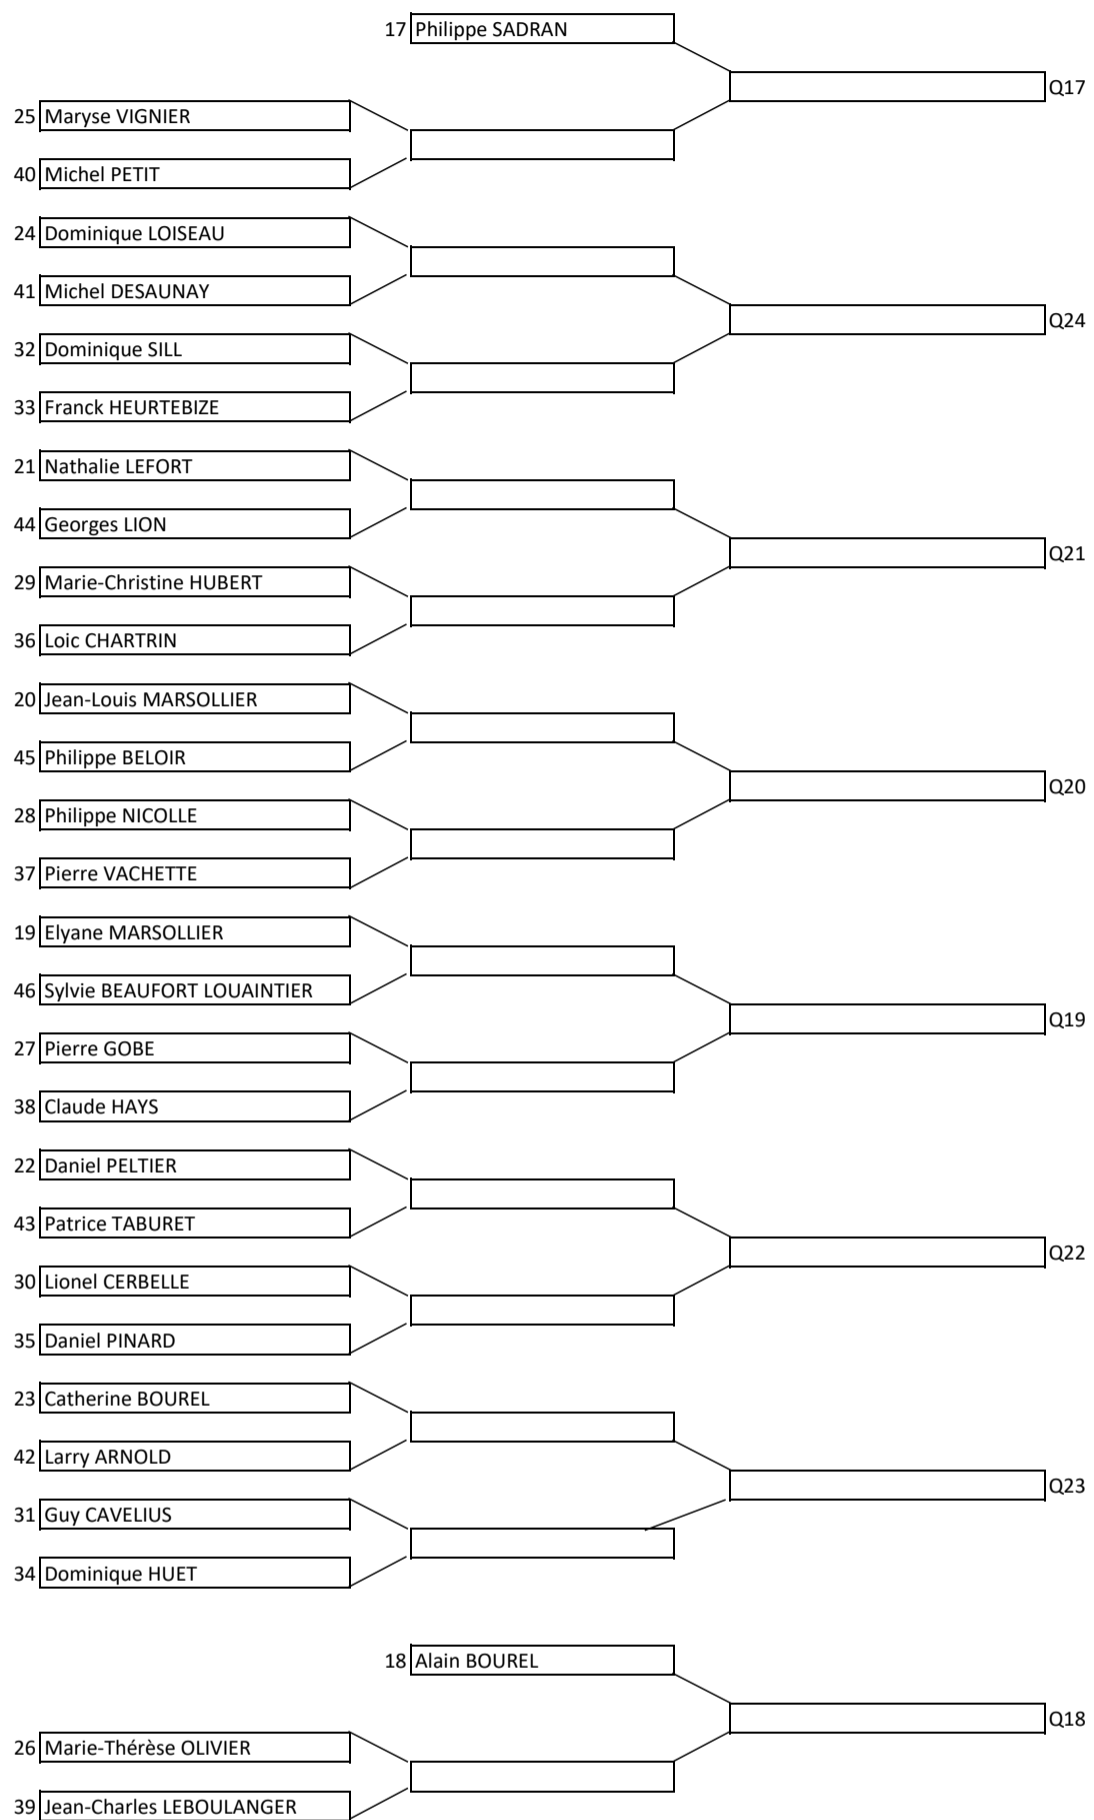 17 Philippe SADRAN
Q17
25 Maryse VIGNIER
40 Michel PETIT
24 Dominique LOISEAU
41 Michel DESAUNAY
Q24
32 Dominique SILL
33 Franck HEURTEBIZE
21 Nathalie LEFORT
44 Georges LION
Q21
29 Marie-Christine HUBERT
36 Loic CHARTRIN
20 Jean-Louis MARSOLLIER
45 Philippe BELOIR
Q20
28 Philippe NICOLLE
37 Pierre VACHETTE
19 Elyane MARSOLLIER
46 Sylvie BEAUFORT LOUAINTIER
Q19
27 Pierre GOBE
38 Claude HAYS
22 Daniel PELTIER
43 Patrice TABURET
Q22
30 Lionel CERBELLE
35 Daniel PINARD
23 Catherine BOUREL
42 Larry ARNOLD
Q23
31 Guy CAVELIUS
34 Dominique HUET
18 Alain BOUREL
Q18
26 Marie-Thérèse OLIVIER
39 Jean-Charles LEBOULANGER